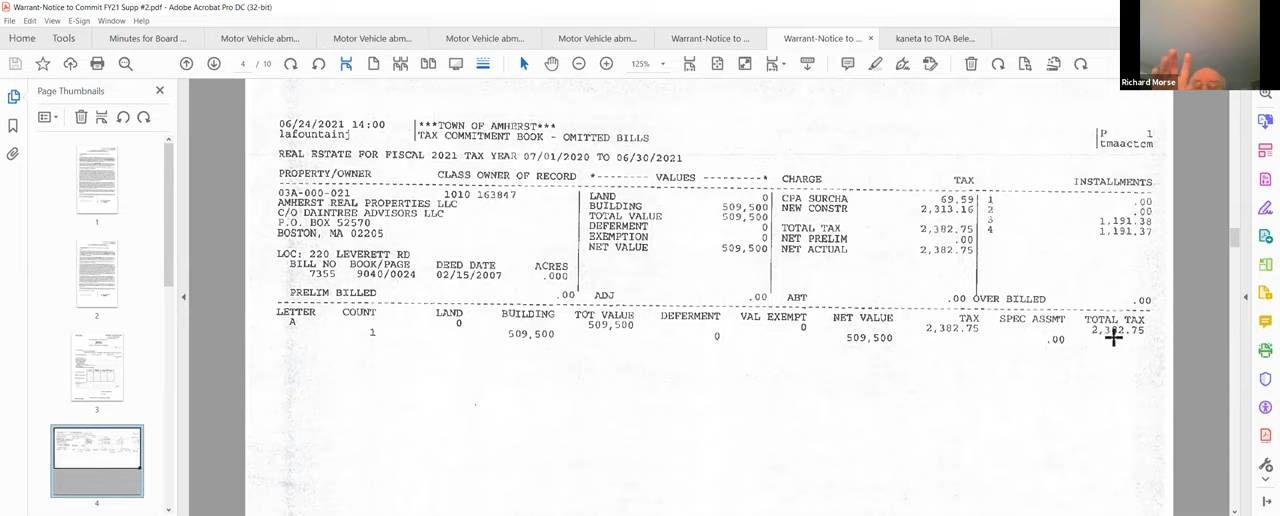 Warrant-Notice to Commit FY21 Supp #2.pdf - Adobe Acrobat Pro DC (32-bit)
File Edit View E-Sign Window Help
Home Tools Minutes for Board ... Motor Vehicle abm... Motor Vehicle abm... Motor Vehicle abm... Motor Vehicle abm... Warrant-Notice to ... Warrant-Notice to ... × kaneta to TOA Bele...
4 / 10 125%
Richard Morse
Page Thumbnails
1
2
3
4
06/24/2021 14:00 ***TOWN OF AMHERST*** P 1
lafountainj TAX COMMITMENT BOOK - OMITTED BILLS tmaactcm
REAL ESTATE FOR FISCAL 2021 TAX YEAR 07/01/2020 TO 06/30/2021
PROPERTY/OWNER CLASS OWNER OF RECORD *------- VALUES --------* CHARGE TAX INSTALLMENTS
03A-000-021 1010 163847 LAND 0 CPA SURCHA 69.59 1 .00
AMHERST REAL PROPERTIES LLC BUILDING 509,500 NEW CONSTR 2,313.16 2 .00
C/O DAINTREE ADVISORS LLC TOTAL VALUE 509,500 3 1,191.38
P.O. BOX 52570 DEFERMENT 0 TOTAL TAX 2,382.75 4 1,191.37
BOSTON, MA 02205 EXEMPTION 0 NET PRELIM .00
NET VALUE 509,500 NET ACTUAL 2,382.75
LOC: 220 LEVERETT RD
BILL NO BOOK/PAGE DEED DATE ACRES
7355 9040/0024 02/15/2007 .000
PRELIM BILLED .00 ADJ .00 ABT .00 OVER BILLED .00
LETTER COUNT LAND BUILDING TOT VALUE DEFERMENT VAL EXEMPT NET VALUE TAX SPEC ASSMT TOTAL TAX
A 0 509,500 0 2,382.75 2,382.75
1 509,500 0 509,500 .00